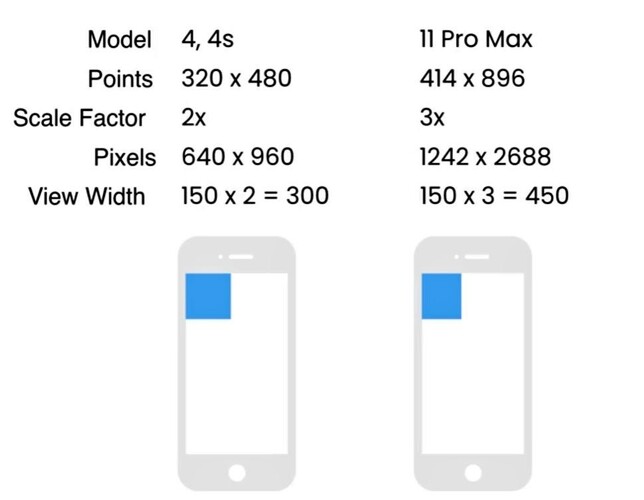 Model 4, 4s 11 Pro Max
Points 320 x 480 414 x 896
Scale Factor 2x 3x
Pixels 640 x 960 1242 x 2688
View Width 150 x 2 = 300 150 x 3 = 450